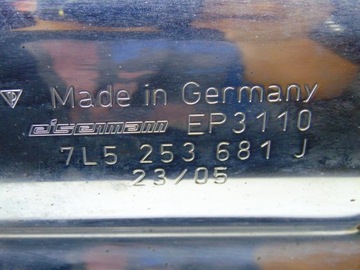 Made in Germany
eisenmann EP3110
7L5 253 681 J
23/05